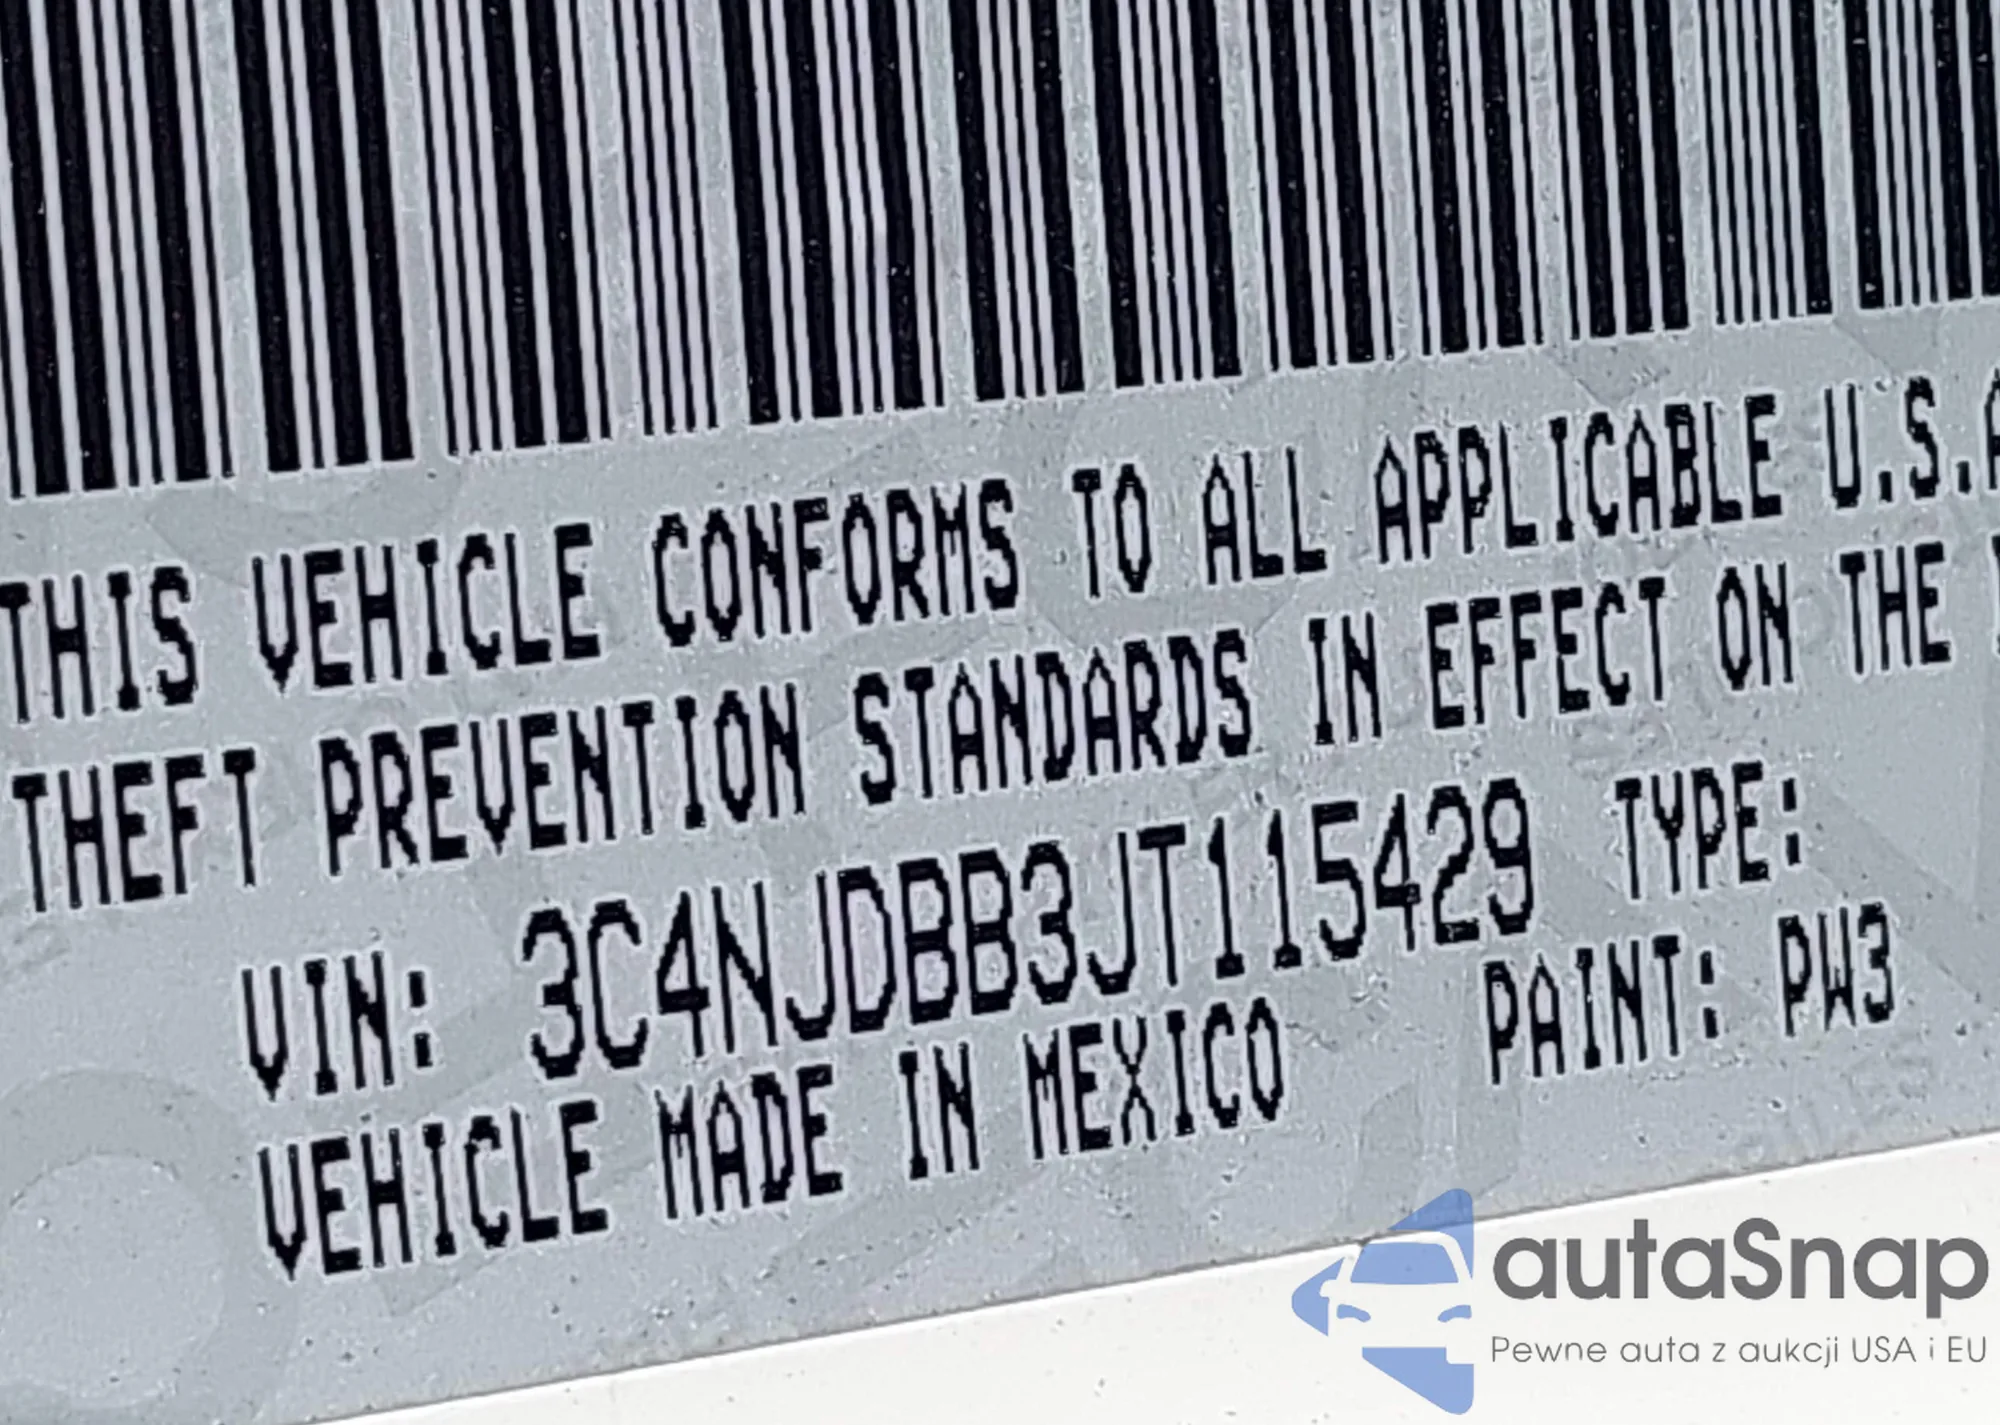 THIS VEHICLE CONFORMS TO ALL APPLICABLE U.S.A
THEFT PREVENTION STANDARDS IN EFFECT ON THE
VIN: 3C4NJDBB3JT115429 TYPE:
VEHICLE MADE IN MEXICO PAINT: PW3
autaSnap
Pewne auta z aukcji USA i EU